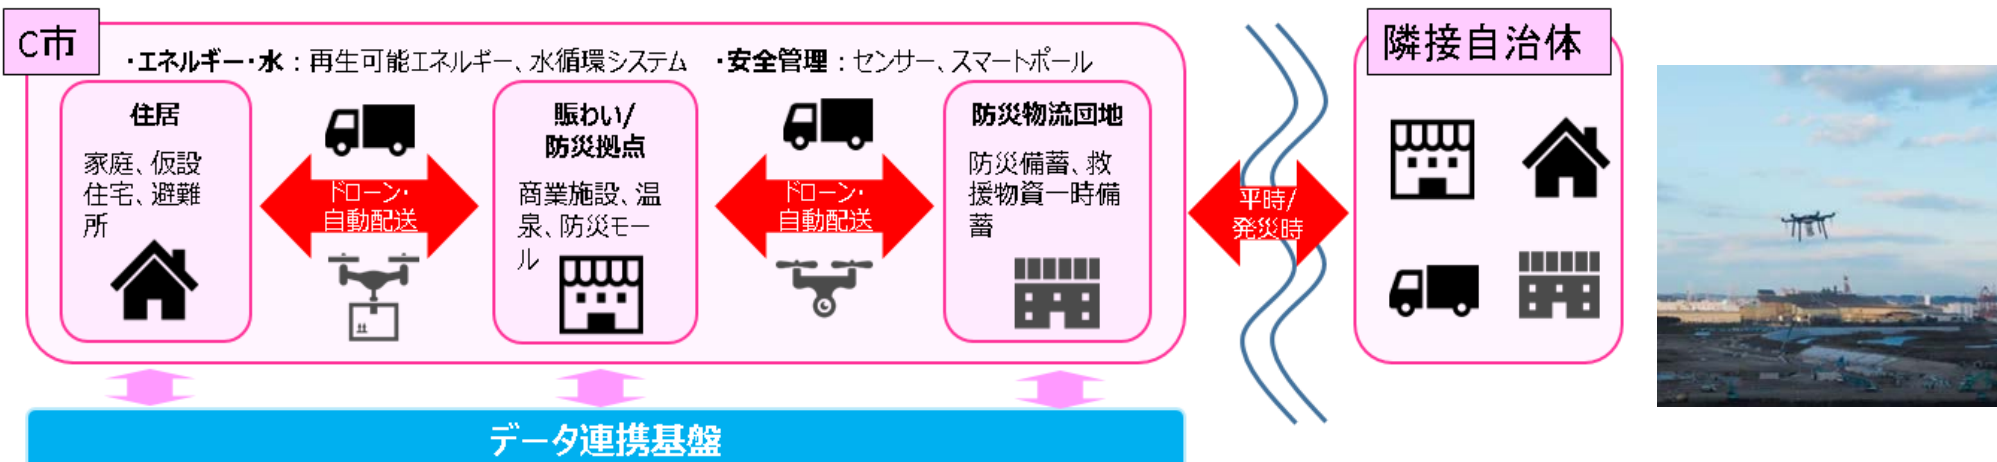 C市
・エネルギー・水：再生可能エネルギー、水循環システム　・安全管理：センサー、スマートポール
住居
家庭、仮設
住宅、避難
所
ドローン・
自動配送
賑わい/
防災拠点
商業施設、温
泉、防災モー
ル
ドローン・
自動配送
防災物流団地
防災備蓄、救
援物資一時備
蓄
平時/
発災時
隣接自治体
データ連携基盤